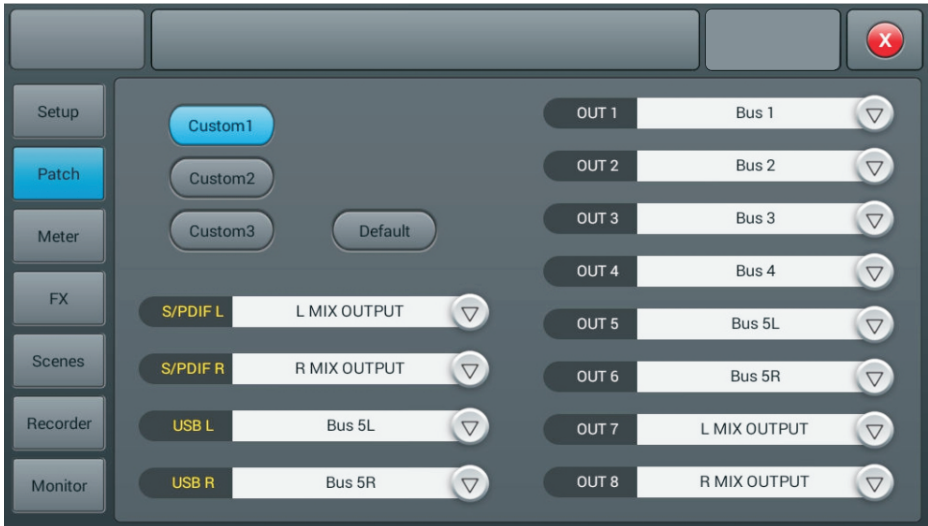 X
Setup
Patch
Meter
FX
Scenes
Recorder
Monitor
Custom1
Custom2
Custom3 Default
S/PDIF L L MIX OUTPUT
S/PDIF R R MIX OUTPUT
USB L Bus 5L
USB R Bus 5R
OUT 1 Bus 1
OUT 2 Bus 2
OUT 3 Bus 3
OUT 4 Bus 4
OUT 5 Bus 5L
OUT 6 Bus 5R
OUT 7 L MIX OUTPUT
OUT 8 R MIX OUTPUT